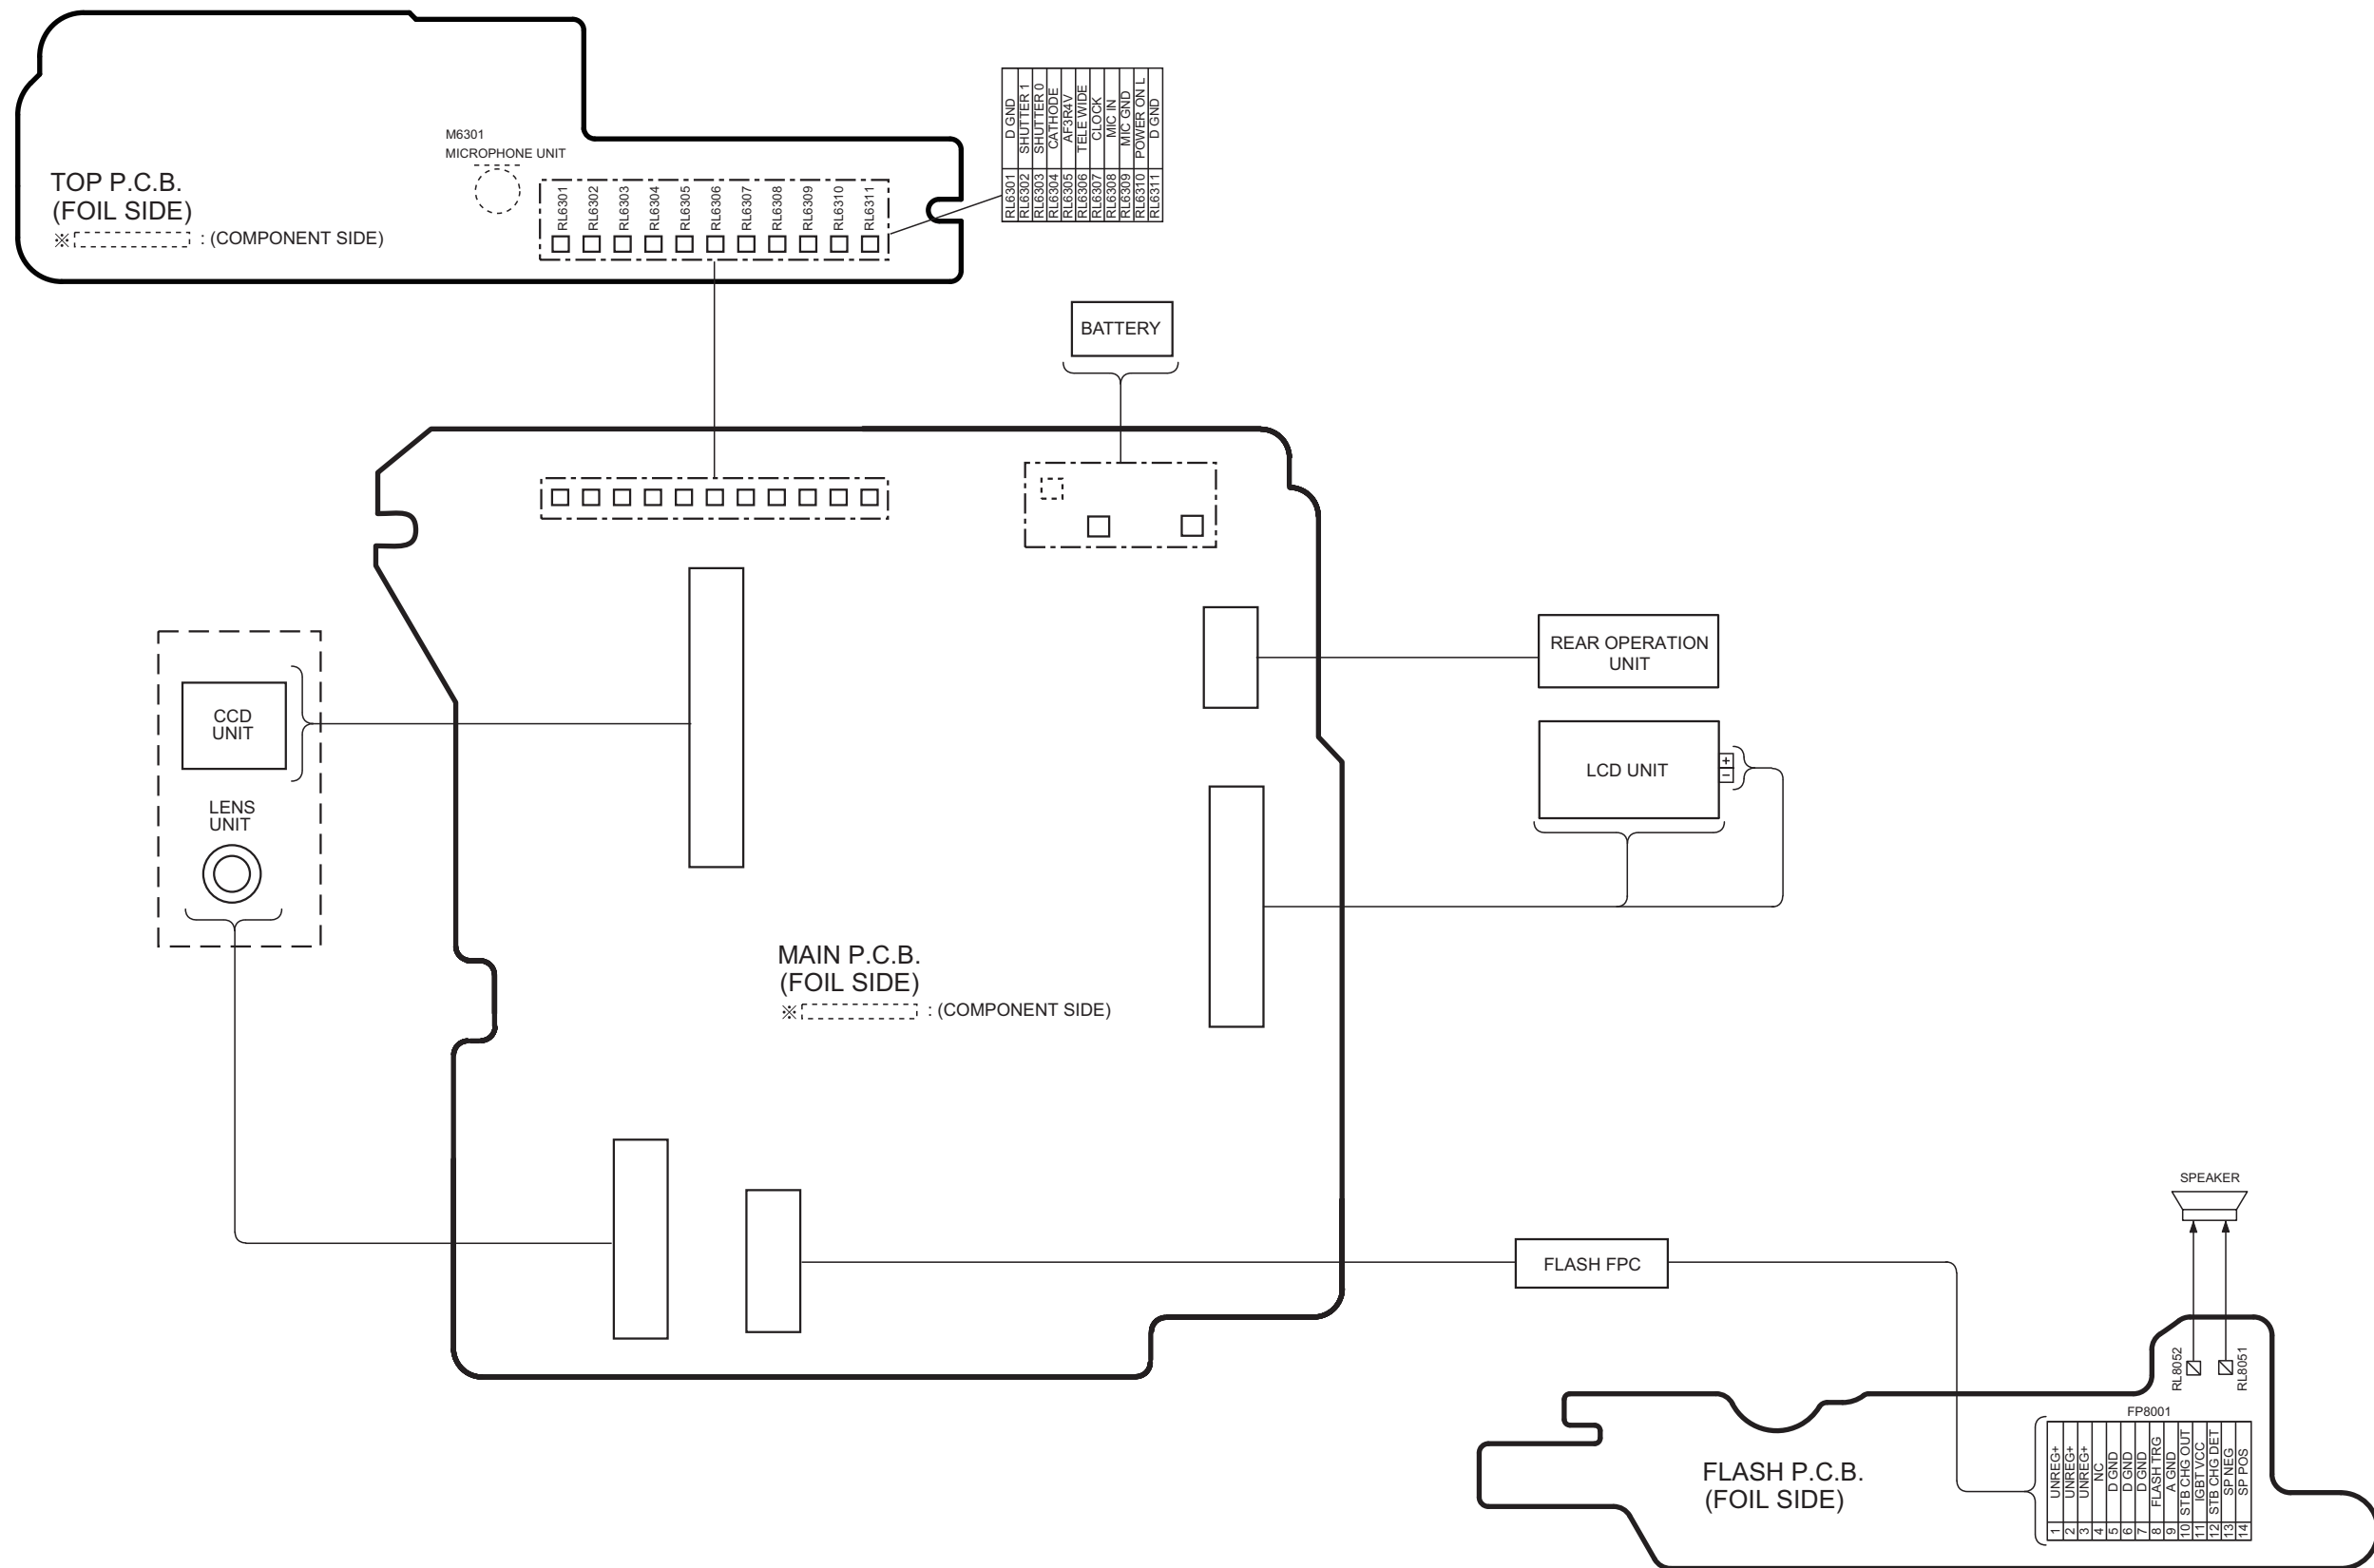 M6301
MICROPHONE UNIT
TOP P.C.B.
(FOIL SIDE)
※ : (COMPONENT SIDE)
RL6301
RL6302
RL6303
RL6304
RL6305
RL6306
RL6307
RL6308
RL6309
RL6310
RL6311
RL6301 D GND
RL6302 SHUTTER 1
RL6303 SHUTTER 0
RL6304 CATHODE
RL6305 AF3R4V
RL6306 TELE WIDE
RL6307 CLOCK
RL6308 MIC IN
RL6309 MIC GND
RL6310 POWER ON L
RL6311 D GND
BATTERY
REAR OPERATION
UNIT
CCD
UNIT
LCD UNIT
+
−
LENS
UNIT
MAIN P.C.B.
(FOIL SIDE)
※ : (COMPONENT SIDE)
SPEAKER
FLASH FPC
RL8052
RL8051
FP8001
1 UNREG+
2 UNREG+
3 UNREG+
4 NC
5 D GND
6 D GND
7 D GND
8 FLASH TRG
9 A GND
10 STB CHG OUT
11 IGBT VCC
12 STB CHG DET
13 SP NEG
14 SP POS
FLASH P.C.B.
(FOIL SIDE)